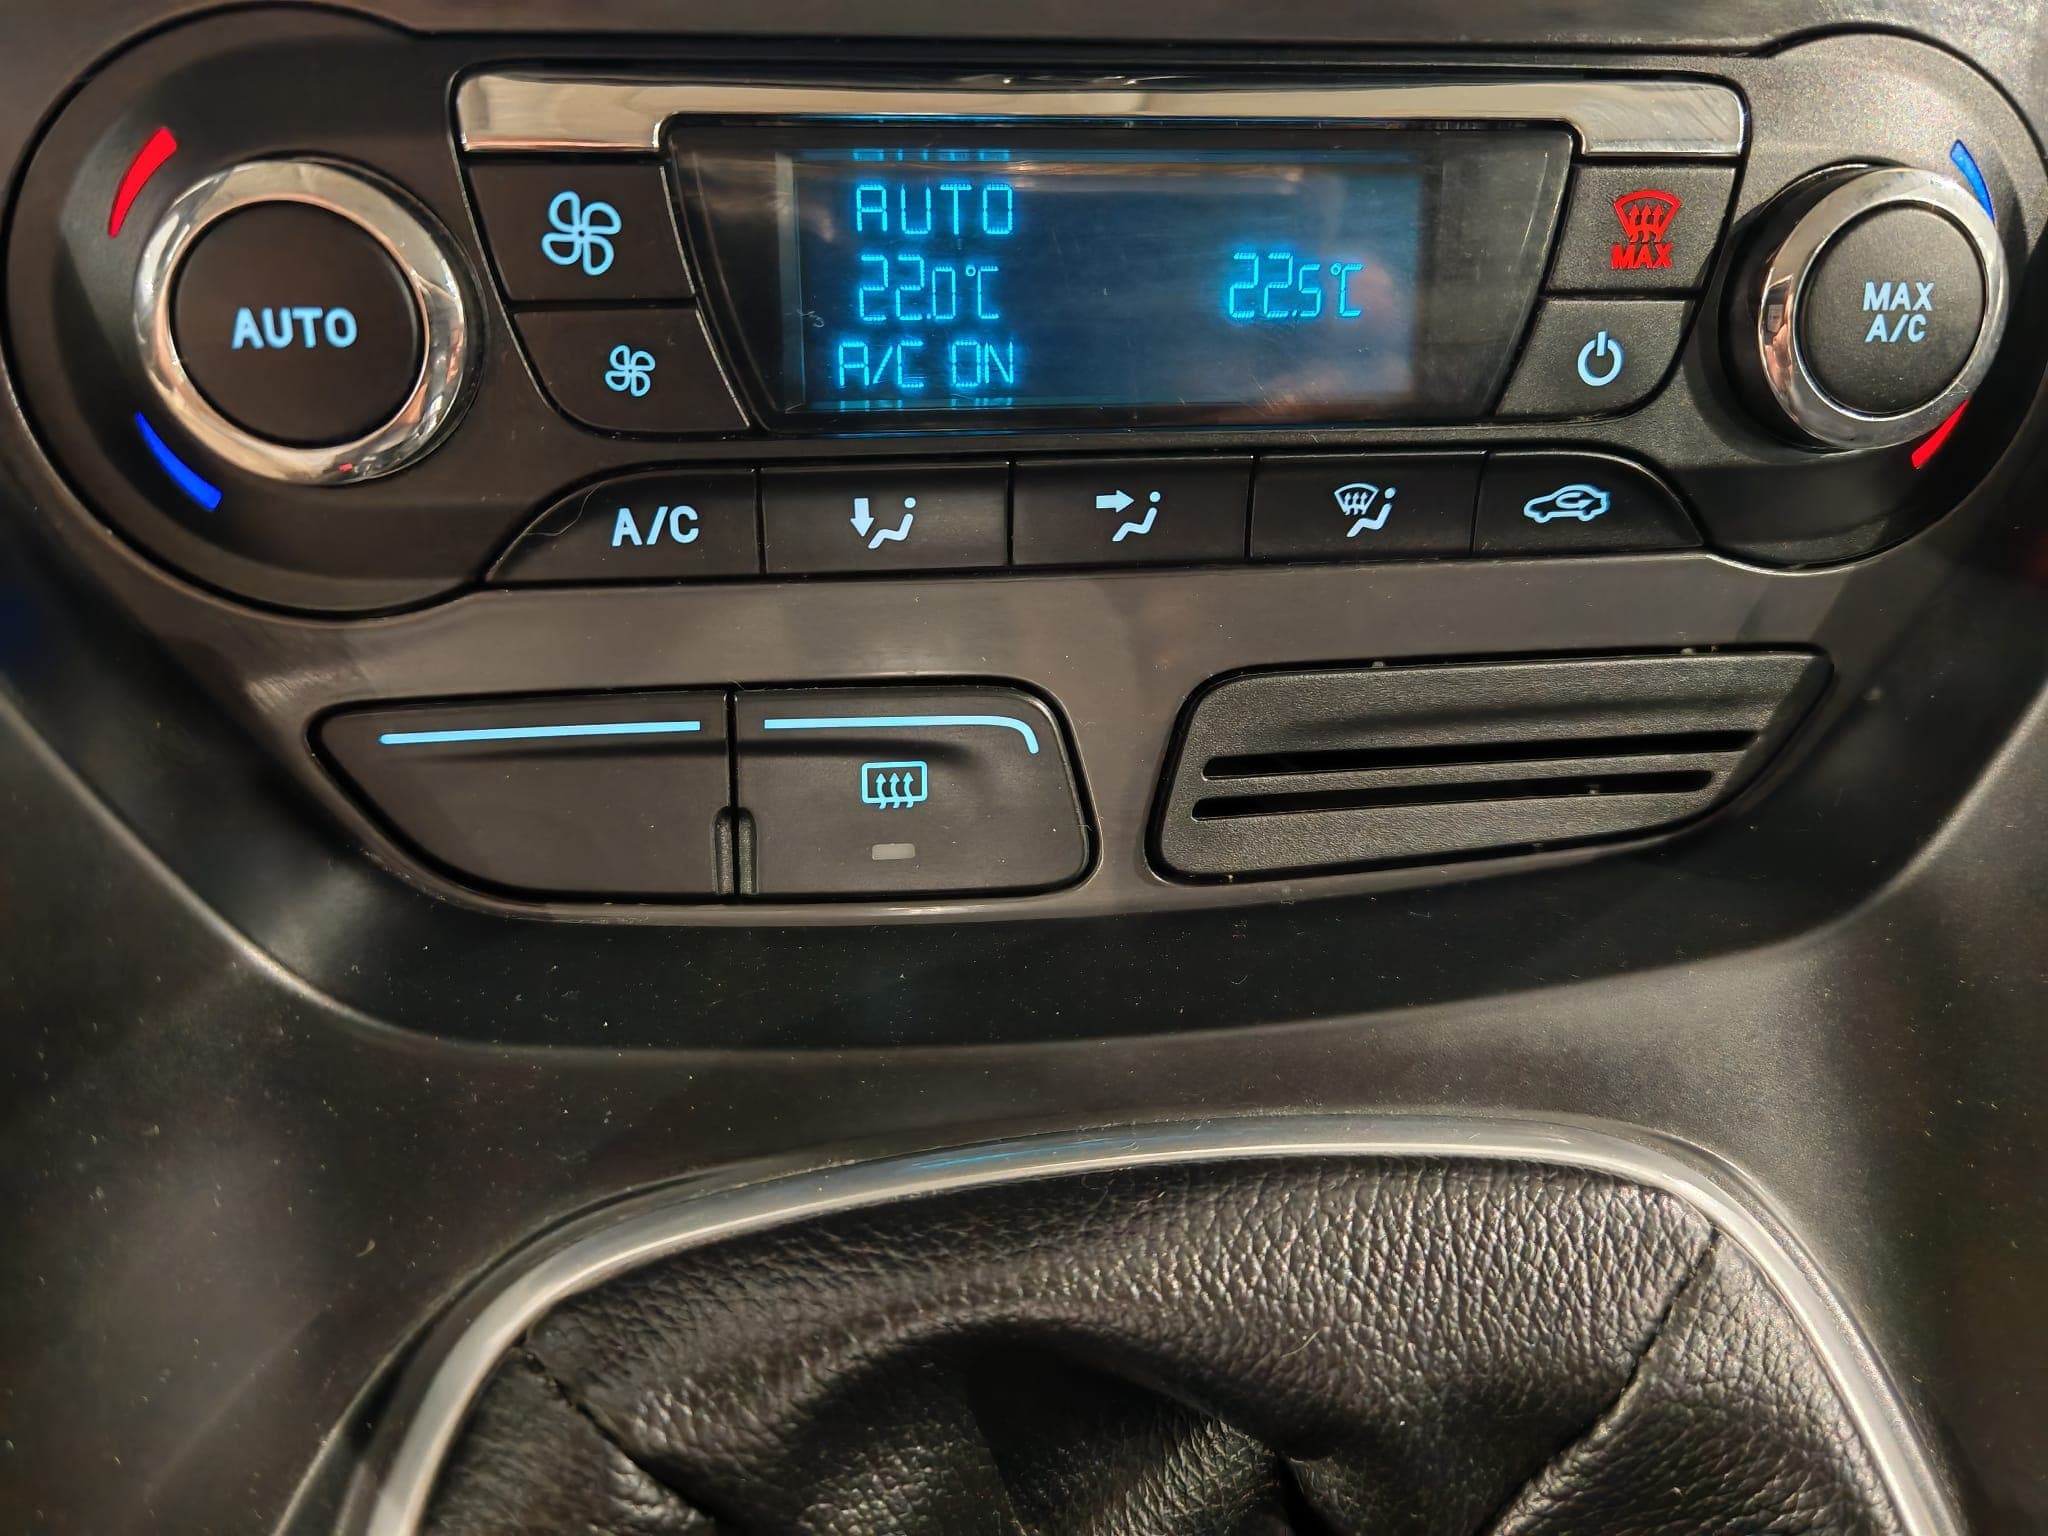 AUTO
AUTO
22.0°C
22.5°C
A/C ON
MAX
MAX
A/C
A/C